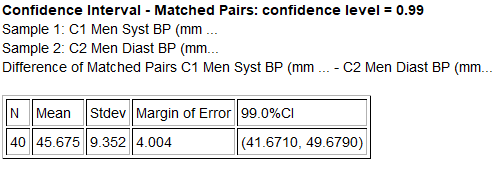 Confidence Interval - Matched Pairs: confidence level = 0.99
Sample 1: C1 Men Syst BP (mm ...
Sample 2: C2 Men Diast BP (mm...
Difference of Matched Pairs C1 Men Syst BP (mm ... - C2 Men Diast BP (mm...
N Mean Stdev Margin of Error 99.0%CI
40 45.675 9.352 4.004 (41.6710, 49.6790)